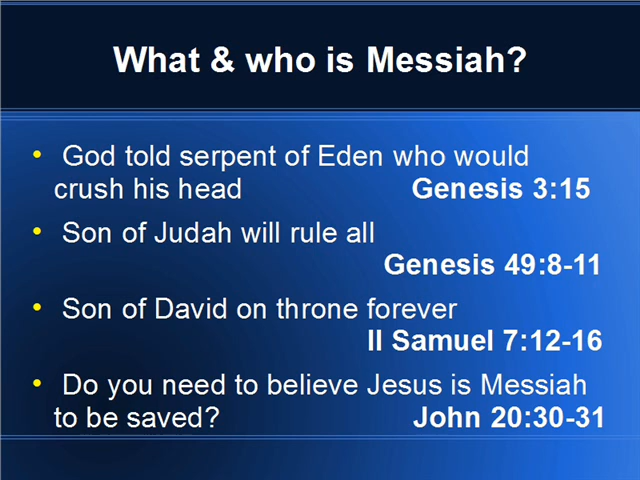 What & who is Messiah?
• God told serpent of Eden who would
crush his head Genesis 3:15
• Son of Judah will rule all
Genesis 49:8-11
• Son of David on throne forever
II Samuel 7:12-16
• Do you need to believe Jesus is Messiah
to be saved? John 20:30-31